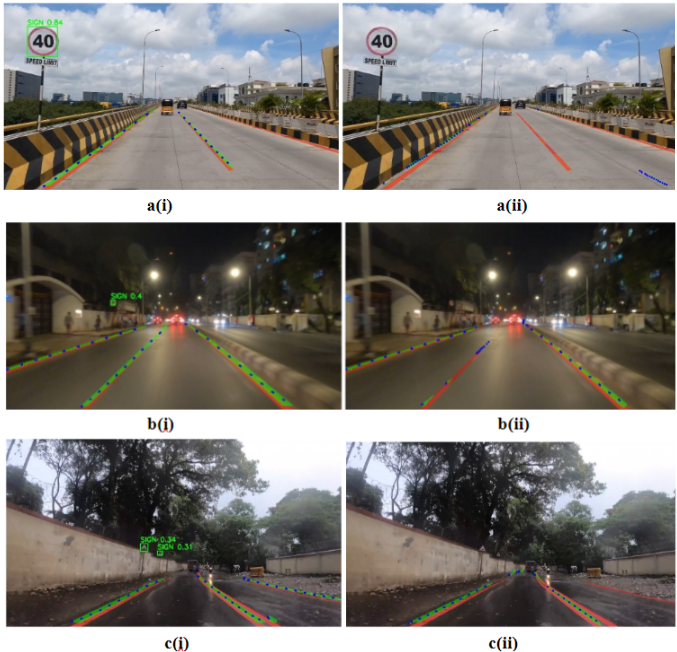 SIGN 0.84
40
SPEED LIMIT
40
SPEED LIMIT
a(i)
a(ii)
SIGN 0.4
b(i)
b(ii)
SIGN 0.34
SIGN 0.31
c(i)
c(ii)